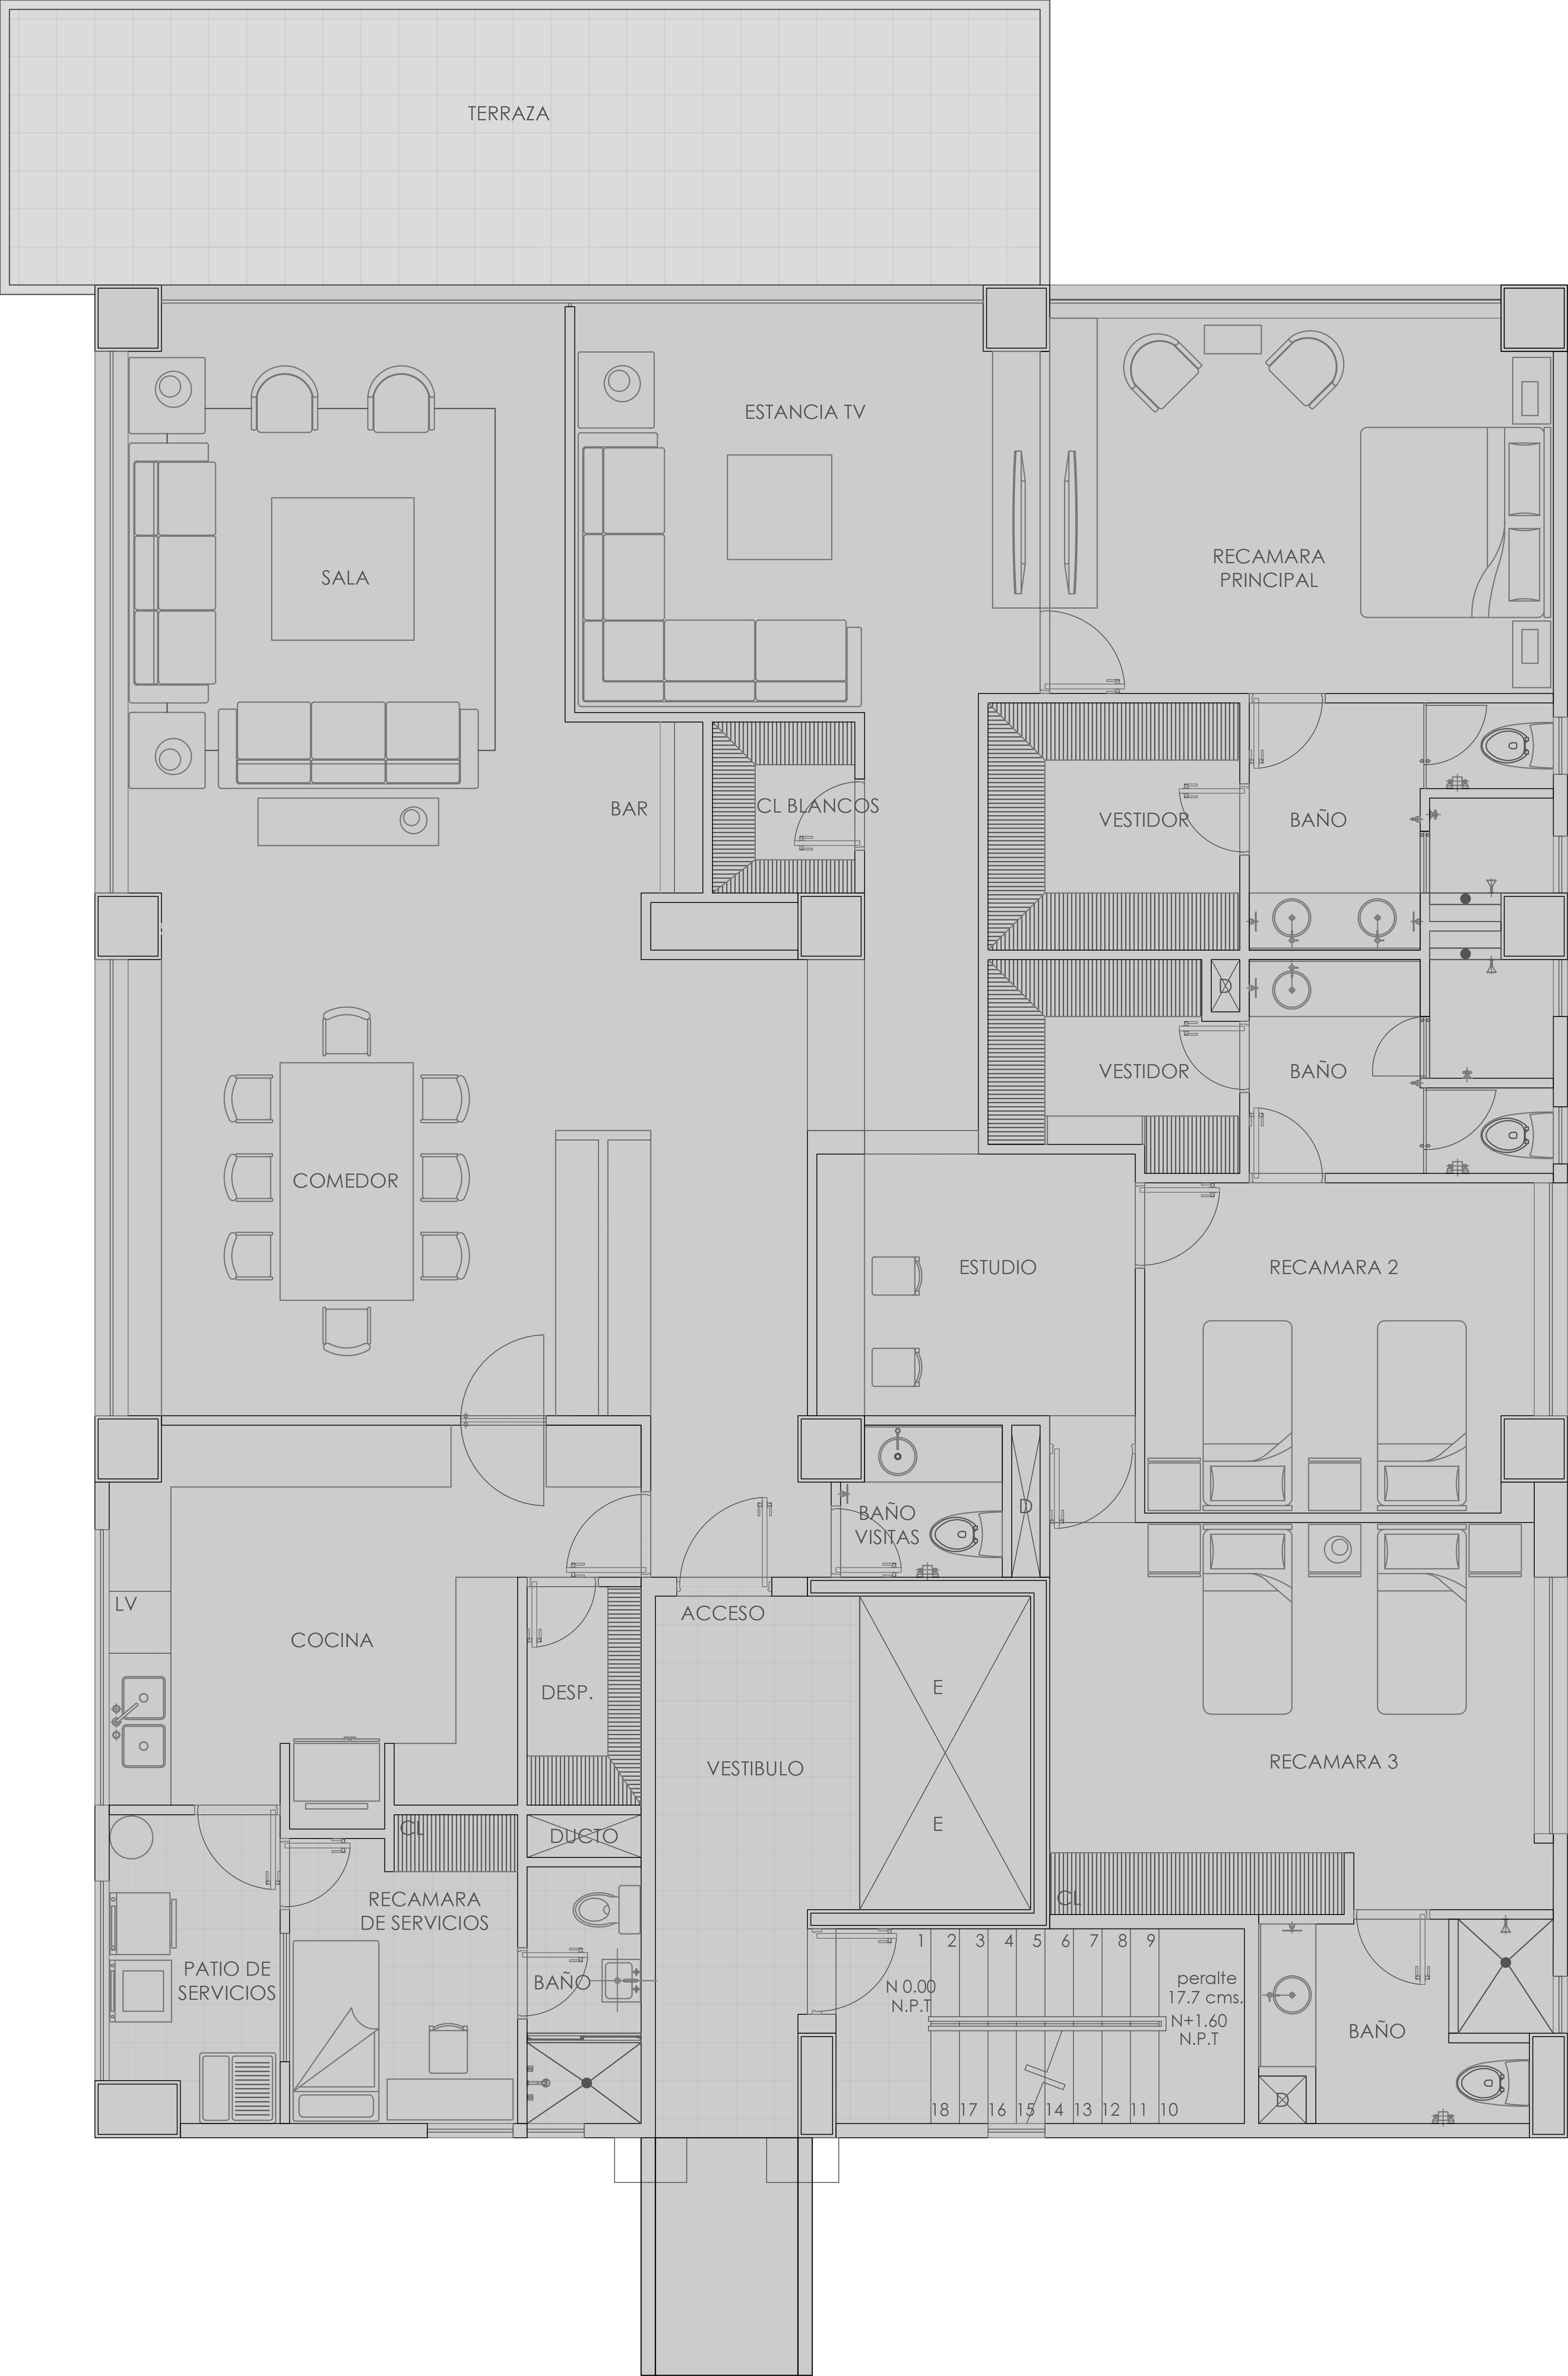 TERRAZA
ESTANCIA TV
SALA
RECAMARA
PRINCIPAL
BAR
CL BLANCOS
VESTIDOR
BAÑO
D
VESTIDOR
BAÑO
COMEDOR
ESTUDIO
RECAMARA 2
BAÑO
VISITAS
D
LV
COCINA
ACCESO
DESP.
E
VESTIBULO
RECAMARA 3
E
CL
DUCTO
RECAMARA
DE SERVICIOS
CL
PATIO DE
SERVICIOS
BAÑO
1 2 3 4 5 6 7 8 9
N 0.00
N.P.T
peralte
17.7 cms.
N+1.60
N.P.T
BAÑO
D
18 17 16 15 14 13 12 11 10